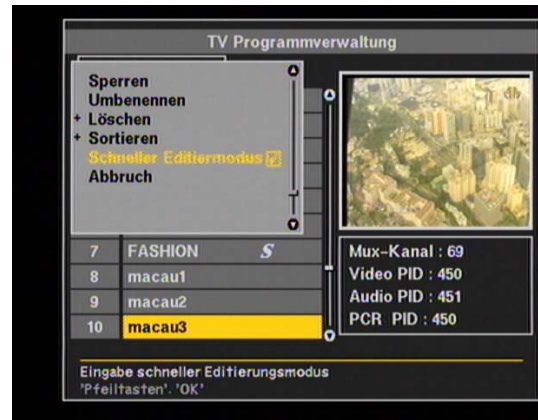 TV Programmverwaltung
Sperren
Umbenennen
+ Löschen
+ Sortieren
Schneller Editiermodus
Abbruch
7 FASHION S
8 macau1
9 macau2
10 macau3
Mux-Kanal : 69
Video PID : 450
Audio PID : 451
PCR PID : 450
Eingabe schneller Editierungsmodus
'Pfeiltasten'. 'OK'